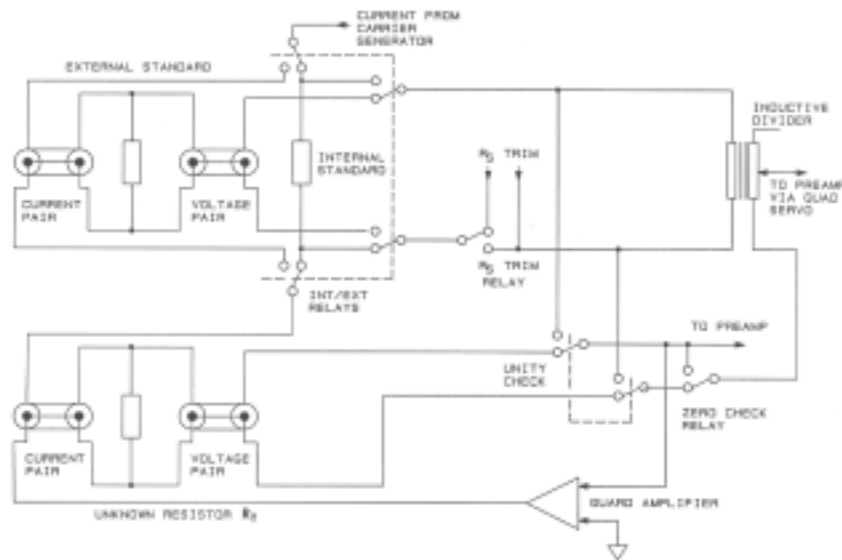 CURRENT FROM
CARRIER
GENERATOR
EXTERNAL STANDARD
INDUCTIVE
DIVIDER
INTERNAL
STANDARD
RS TRIM
TO PREAMP
VIA QUAD
SERVO
CURRENT
PAIR
VOLTAGE
PAIR
RS TRIM
RELAY
INT/EXT
RELAYS
TO PREAMP
UNITY
CHECK
ZERO CHECK
RELAY
CURRENT
PAIR
VOLTAGE
PAIR
GUARD AMPLIFIER
UNKNOWN RESISTOR